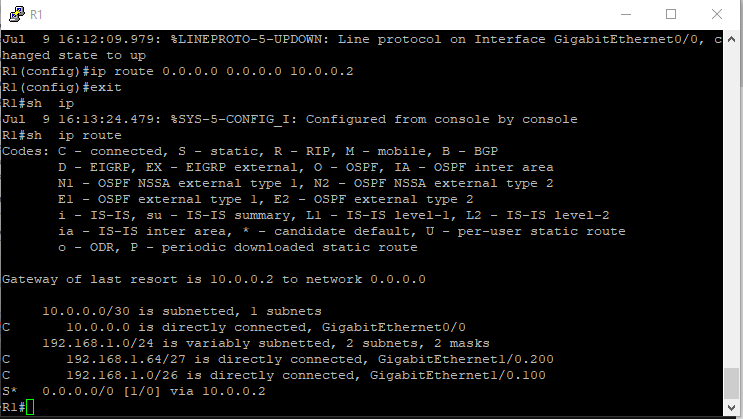 R1
Jul  9 16:12:09.979: %LINEPROTO-5-UPDOWN: Line protocol on Interface GigabitEthernet0/0, c
hanged state to up
R1(config)#ip route 0.0.0.0 0.0.0.0 10.0.0.2
R1(config)#exit
R1#sh  ip
Jul  9 16:13:24.479: %SYS-5-CONFIG_I: Configured from console by console
R1#sh  ip route
Codes: C - connected, S - static, R - RIP, M - mobile, B - BGP
       D - EIGRP, EX - EIGRP external, O - OSPF, IA - OSPF inter area
       N1 - OSPF NSSA external type 1, N2 - OSPF NSSA external type 2
       E1 - OSPF external type 1, E2 - OSPF external type 2
       i - IS-IS, su - IS-IS summary, L1 - IS-IS level-1, L2 - IS-IS level-2
       ia - IS-IS inter area, * - candidate default, U - per-user static route
       o - ODR, P - periodic downloaded static route
Gateway of last resort is 10.0.0.2 to network 0.0.0.0
     10.0.0.0/30 is subnetted, 1 subnets
C       10.0.0.0 is directly connected, GigabitEthernet0/0
     192.168.1.0/24 is variably subnetted, 2 subnets, 2 masks
C       192.168.1.64/27 is directly connected, GigabitEthernet1/0.200
C       192.168.1.0/26 is directly connected, GigabitEthernet1/0.100
S*   0.0.0.0/0 [1/0] via 10.0.0.2
R1#